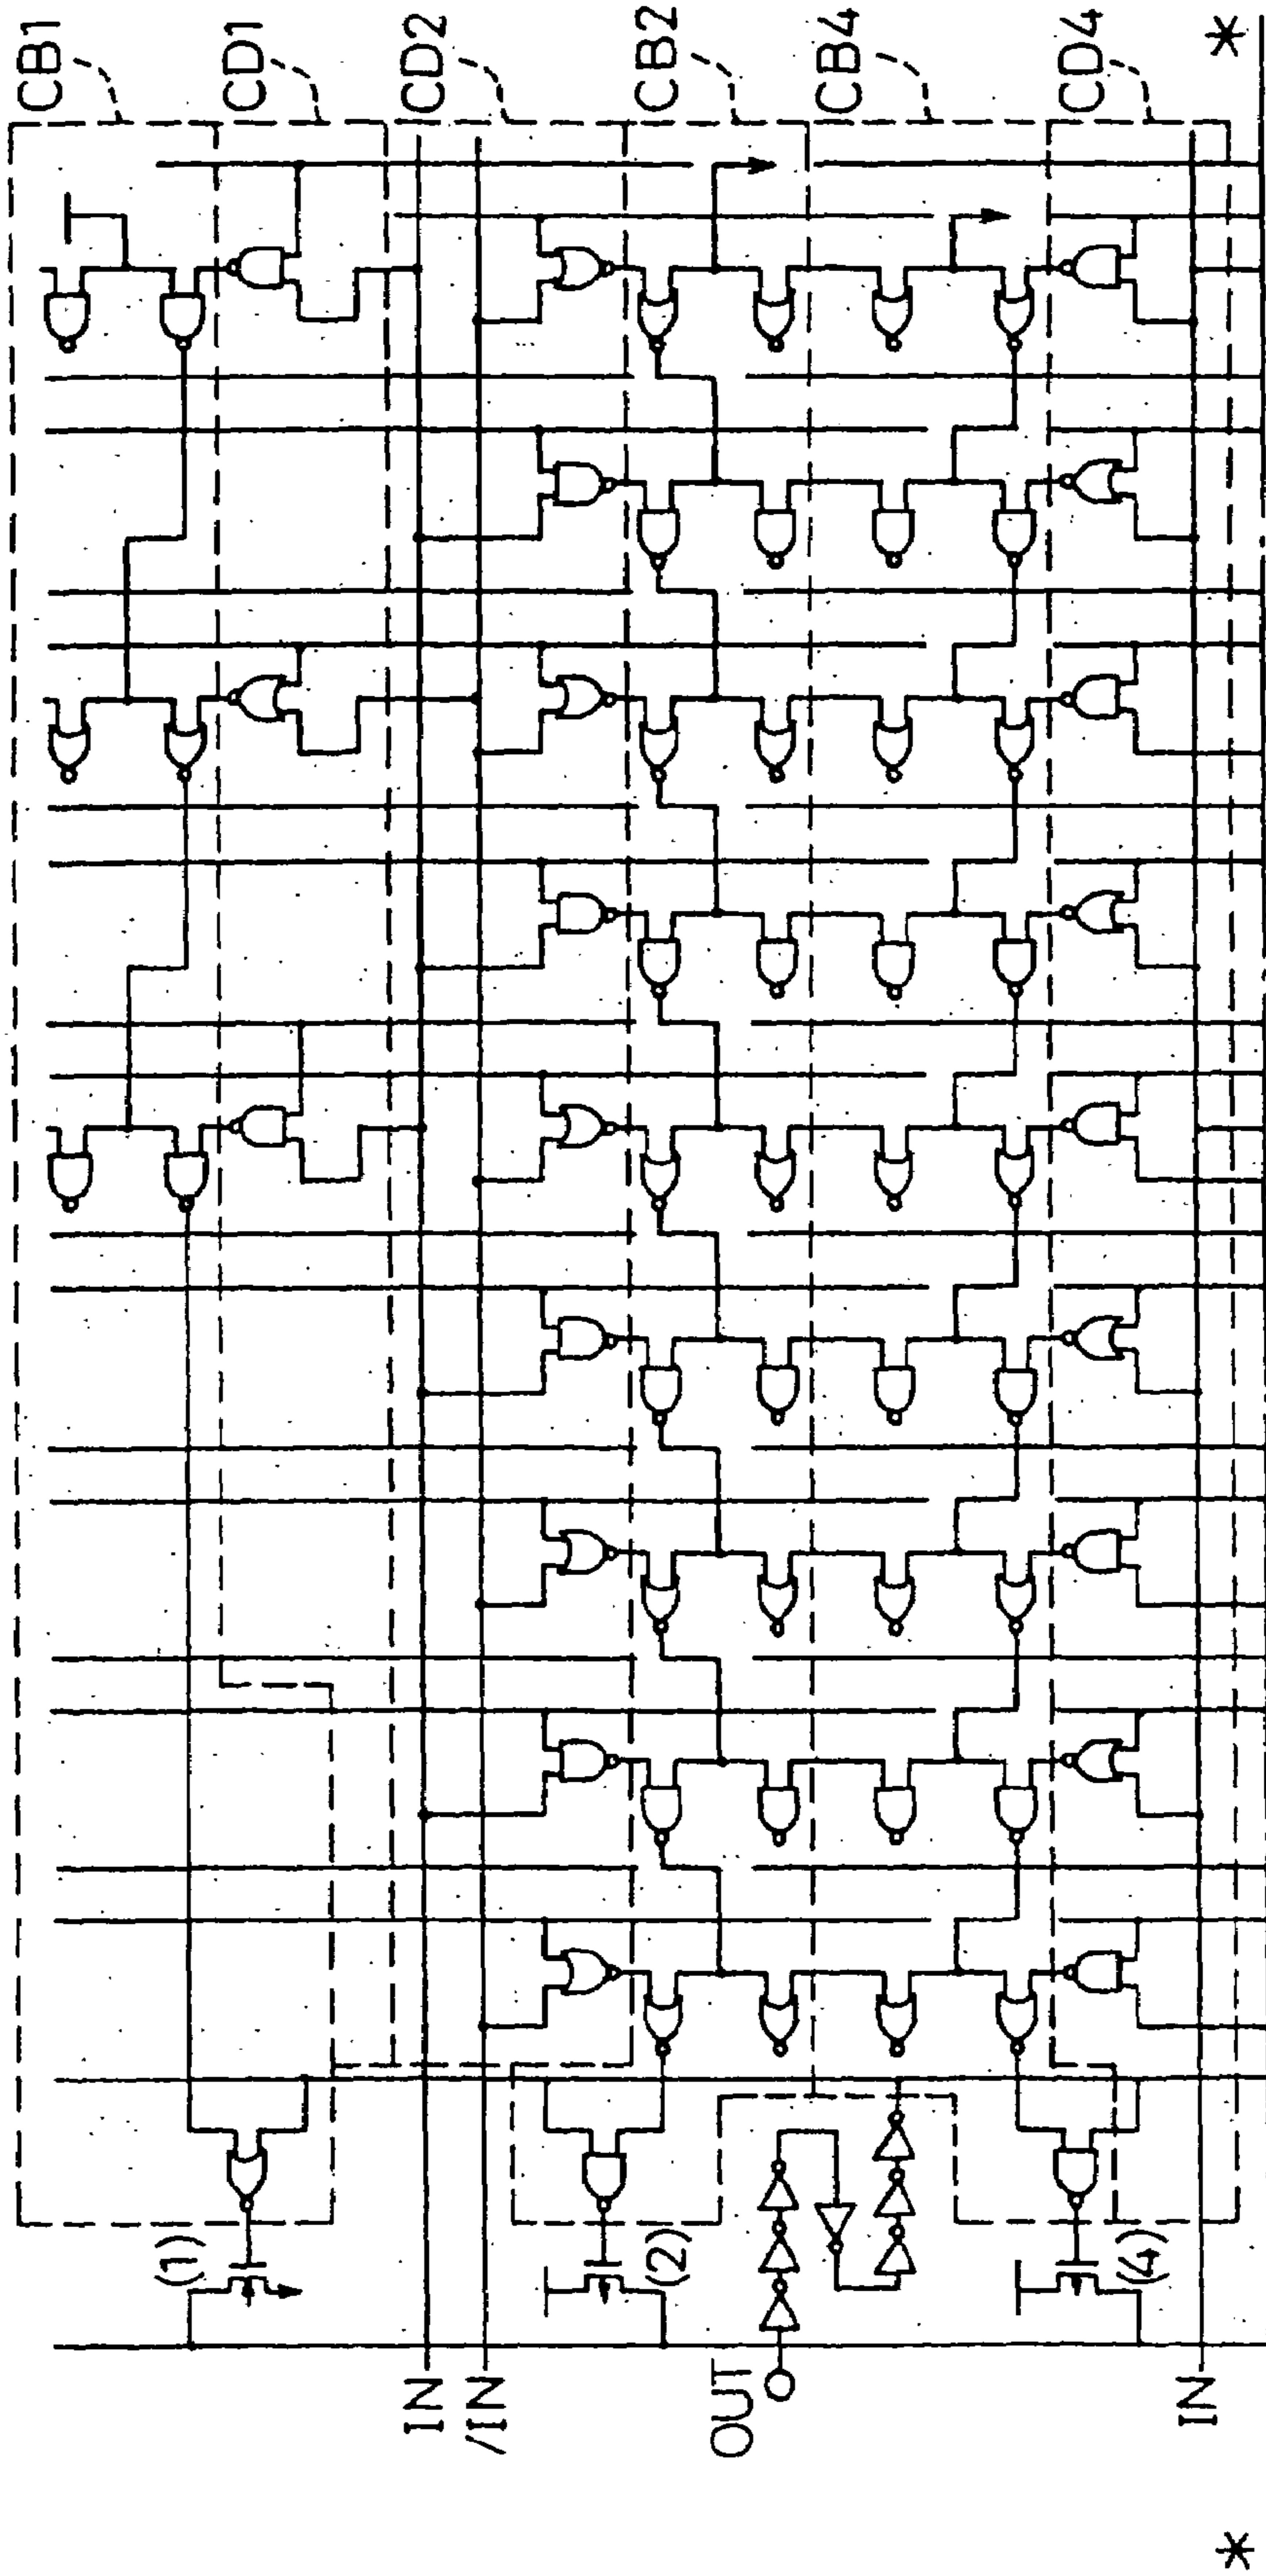 CB1
CD1
CD2
CB2
CB4
CD4
*
(1)
(2)
(4)
IN
/IN
OUT
IN
*